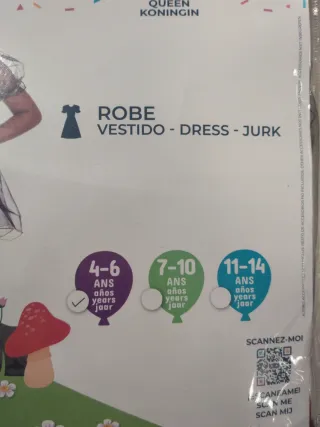 QUEEN
KONINGIN
ROBE
VESTIDO - DRESS - JURK
4-6
ANS
años
years
jaar
7-10
ANS
años
years
jaar
11-14
ANS
años
years
jaar
SCANNEZ-MOI
SCAN ME
SCAN MIJ